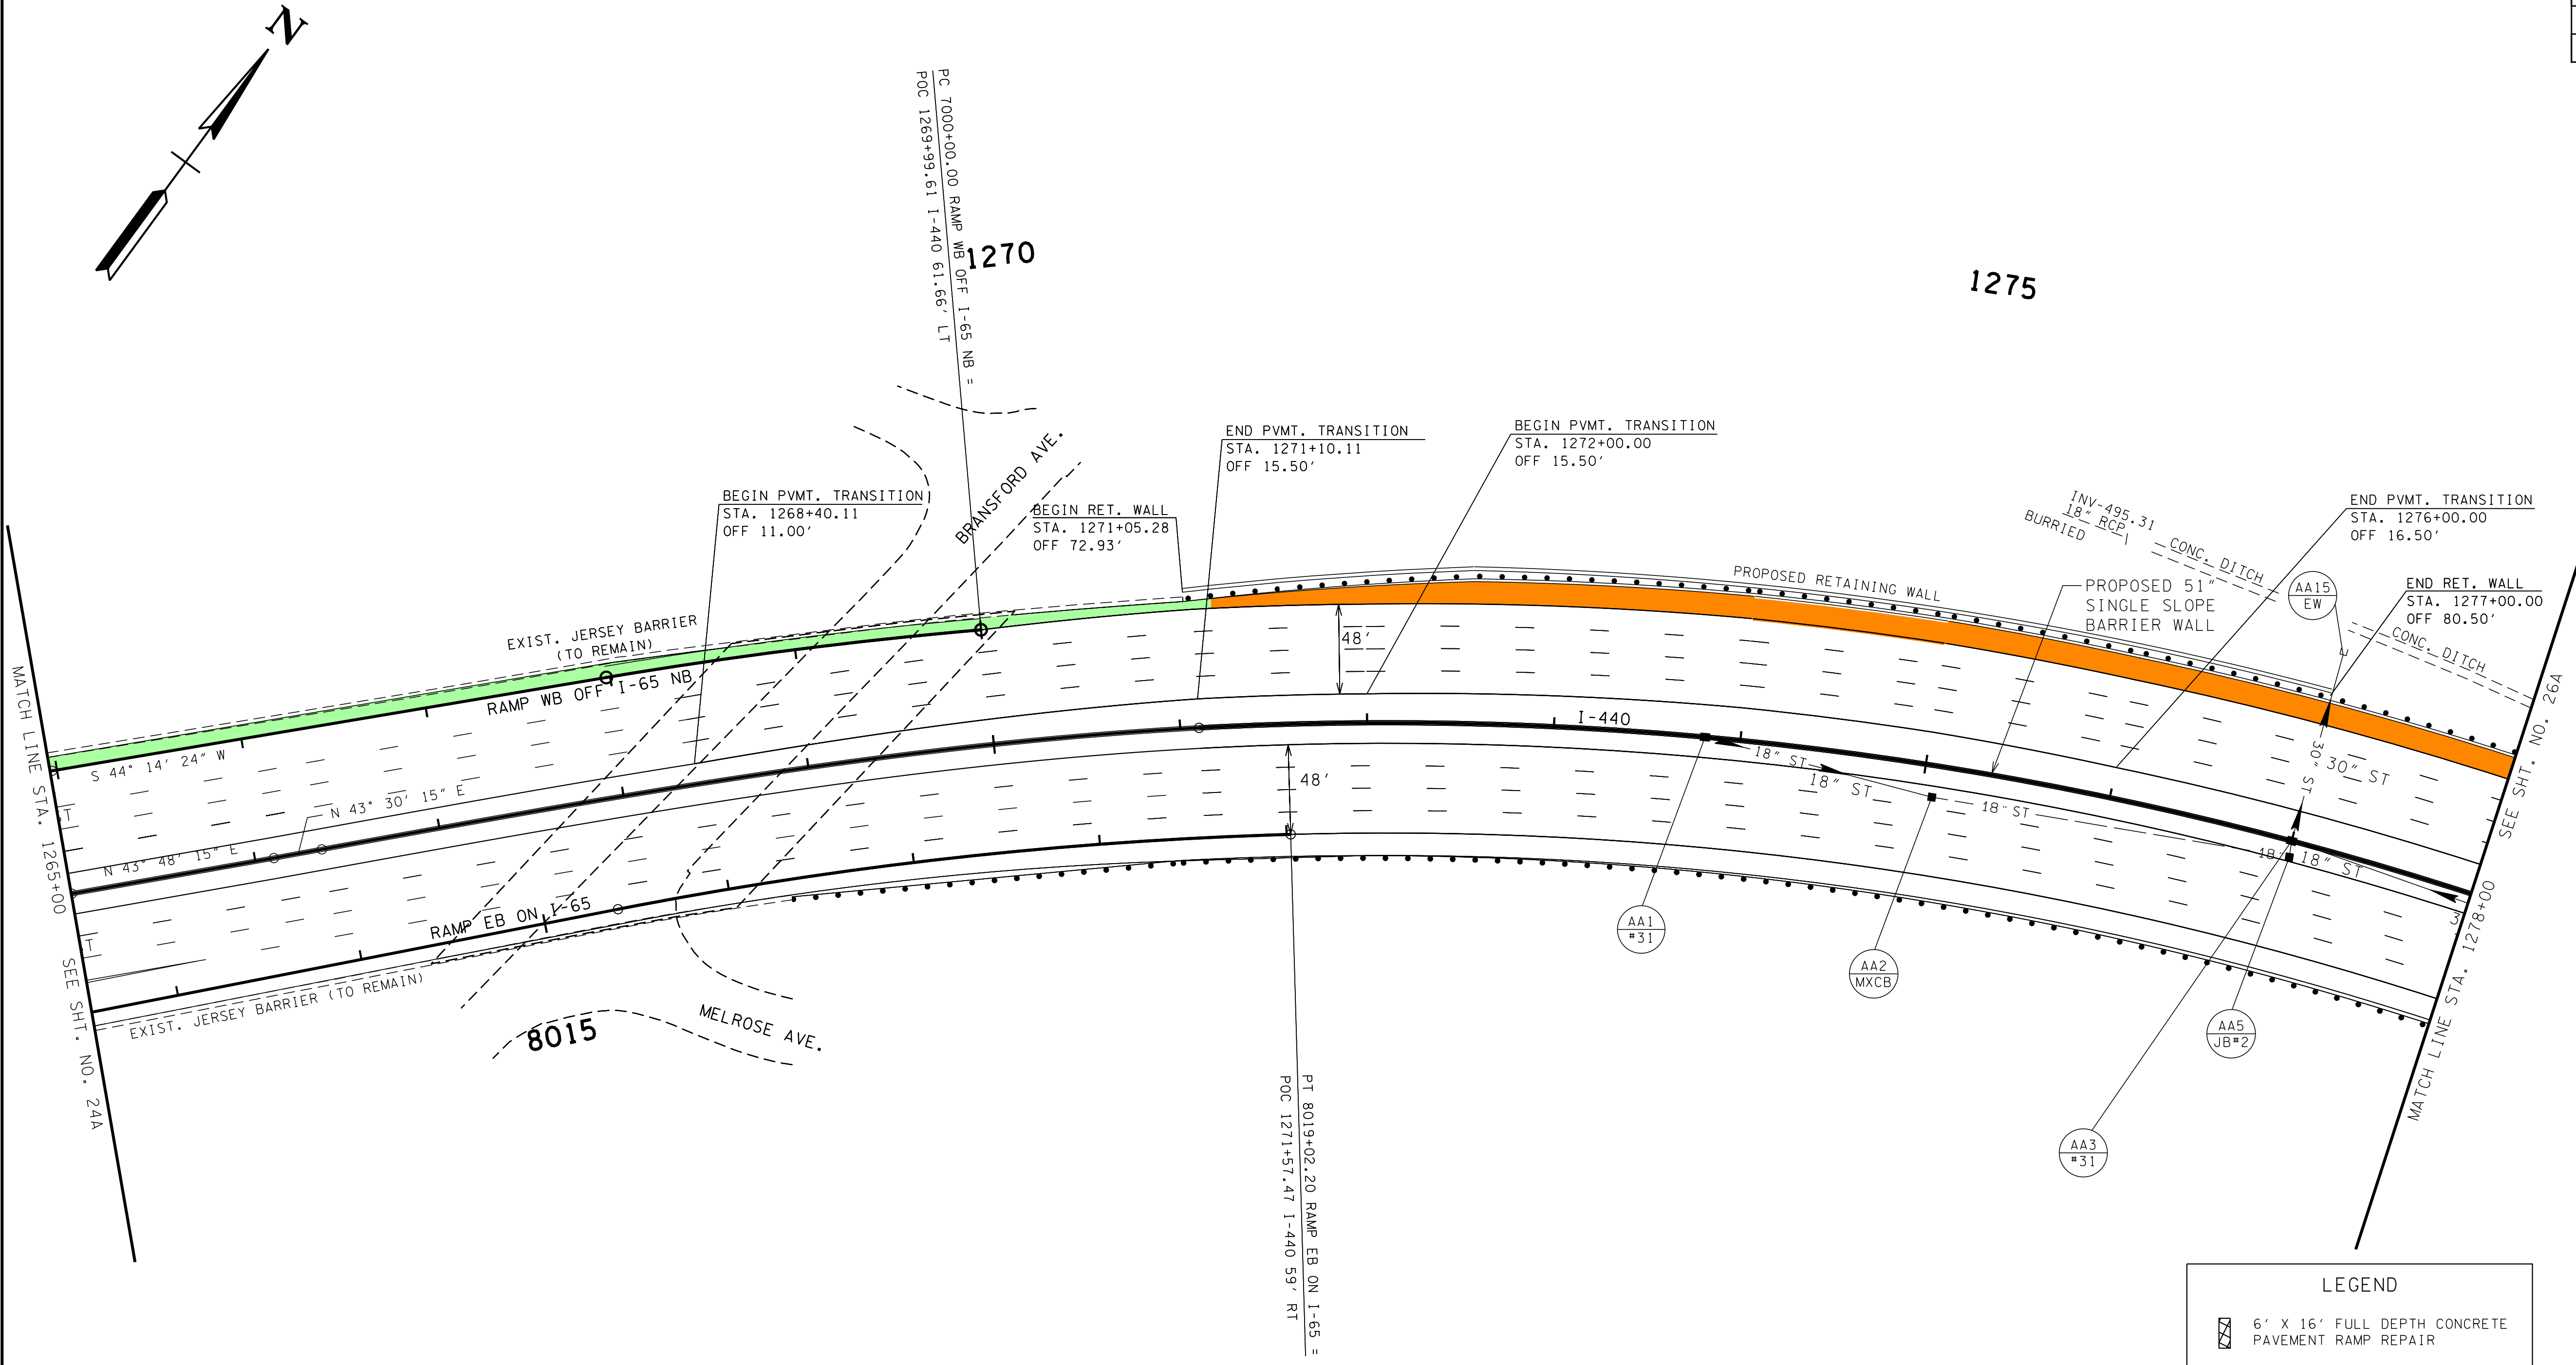 N
PC 7000+00.00 RAMP WB OFF I-65 NB =
POC 1269+99.61 I-440 61.66' LT
1270
1275
END PVMT. TRANSITION
STA. 1271+10.11
OFF 15.50'
BEGIN PVMT. TRANSITION
STA. 1272+00.00
OFF 15.50'
BEGIN PVMT. TRANSITION
STA. 1268+40.11
OFF 11.00'
BRANSFORD AVE.
BEGIN RET. WALL
STA. 1271+05.28
OFF 72.93'
INV-495.31
18" RCP
BURRIED
CONC. DITCH
END PVMT. TRANSITION
STA. 1276+00.00
OFF 16.50'
PROPOSED RETAINING WALL
PROPOSED 51"
SINGLE SLOPE
BARRIER WALL
AA15
EW
END RET. WALL
STA. 1277+00.00
OFF 80.50'
CONC. DITCH
EXIST. JERSEY BARRIER
(TO REMAIN)
48'
RAMP WB OFF I-65 NB
S 44° 14' 24" W
I-440
18" ST
18" ST
18" ST
30" ST
30" ST
18"
18" ST
3
48'
N 43° 30' 15" E
N 43° 48' 15" E
T
T
RAMP EB ON I-65
EXIST. JERSEY BARRIER (TO REMAIN)
8015
MELROSE AVE.
AA1
#31
AA2
MXCB
AA5
JB#2
AA3
#31
MATCH LINE STA. 1265+00
SEE SHT. NO. 24A
MATCH LINE STA. 1278+00
SEE SHT. NO. 26A
PT 8019+02.20 RAMP EB ON I-65 =
POC 1271+57.47 I-440 59' RT
LEGEND
6' X 16' FULL DEPTH CONCRETE
PAVEMENT RAMP REPAIR